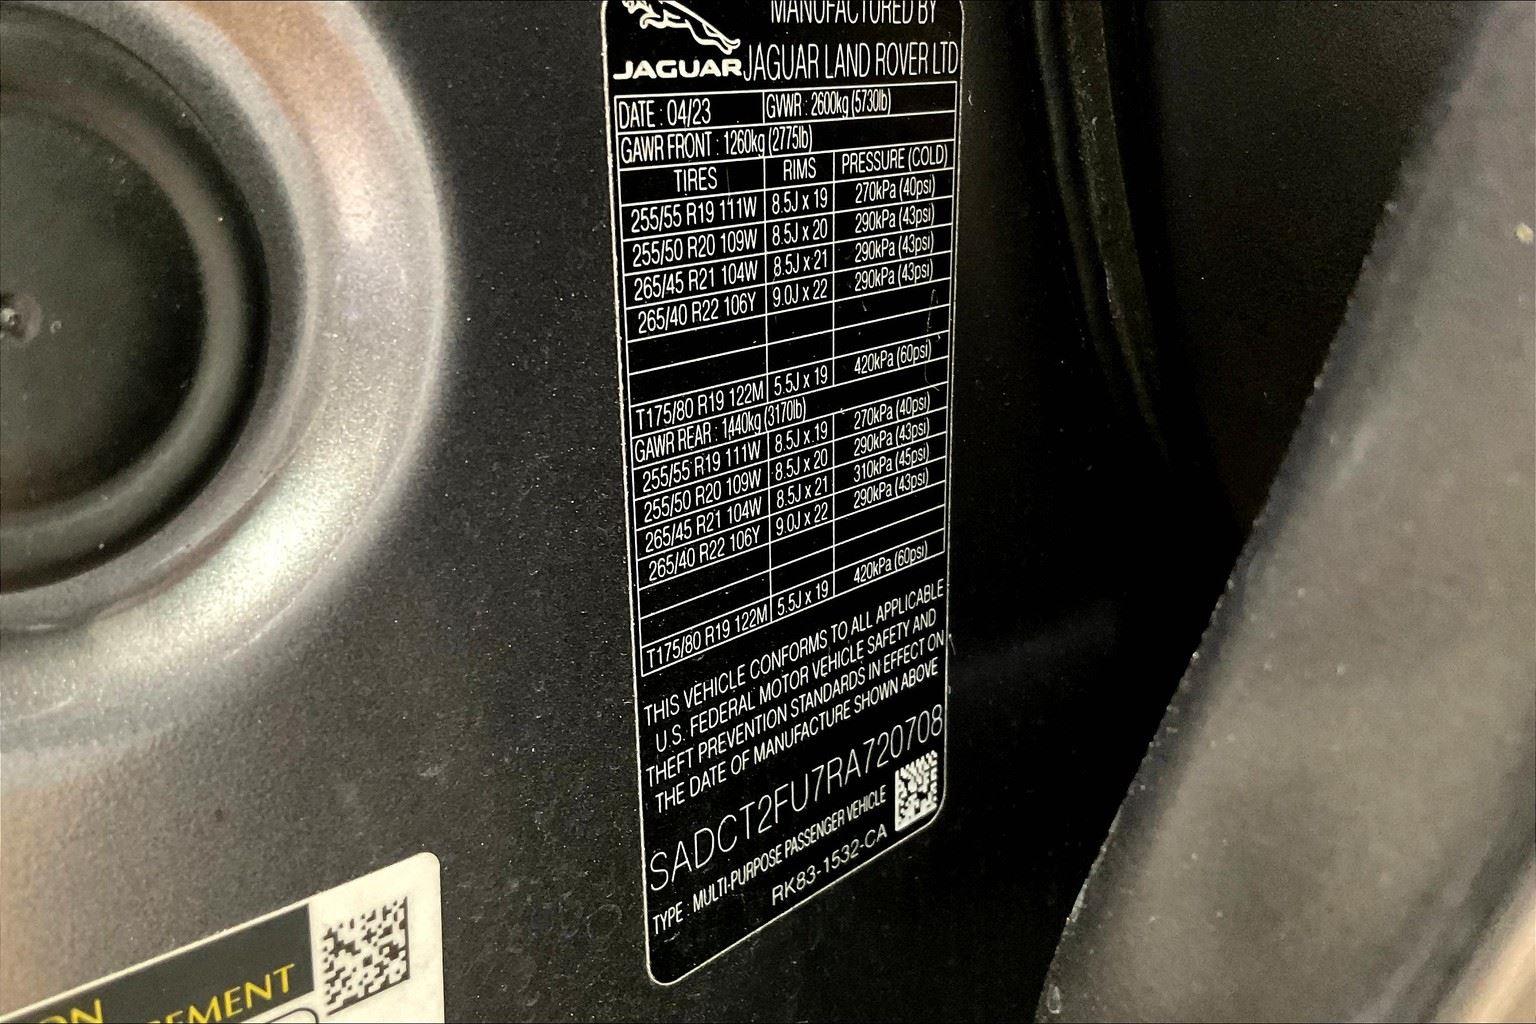 MANUFACTURED BY
JAGUAR JAGUAR LAND ROVER LTD
DATE : 04/23 GVWR : 2600kg (5730lb)
GAWR FRONT : 1260kg (2775lb)
TIRES RIMS PRESSURE (COLD)
255/55 R19 111W 8.5J x 19 270kPa (40psi)
255/50 R20 109W 8.5J x 20 290kPa (43psi)
265/45 R21 104W 8.5J x 21 290kPa (43psi)
265/40 R22 106Y 9.0J x 22 290kPa (43psi)
T175/80 R19 122M 5.5J x 19 420kPa (60psi)
GAWR REAR : 1440kg (3170lb)
255/55 R19 111W 8.5J x 19 270kPa (40psi)
255/50 R20 109W 8.5J x 20 290kPa (43psi)
265/45 R21 104W 8.5J x 21 310kPa (45psi)
265/40 R22 106Y 9.0J x 22 290kPa (43psi)
T175/80 R19 122M 5.5J x 19 420kPa (60psi)
THIS VEHICLE CONFORMS TO ALL APPLICABLE
U.S. FEDERAL MOTOR VEHICLE SAFETY AND
THEFT PREVENTION STANDARDS IN EFFECT ON
THE DATE OF MANUFACTURE SHOWN ABOVE
SADCT2FU7RA720708
TYPE : MULTI-PURPOSE PASSENGER VEHICLE
RK83-1532-CA
ON
EMENT